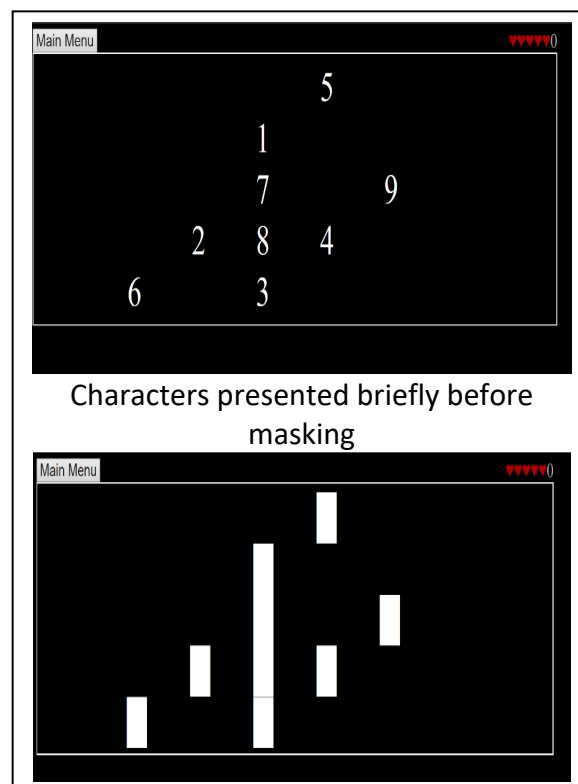 Main Menu ♥♥♥♥♥0
5
1
7 9
2 8 4
6 3
Characters presented briefly before
masking
Main Menu ♥♥♥♥♥0